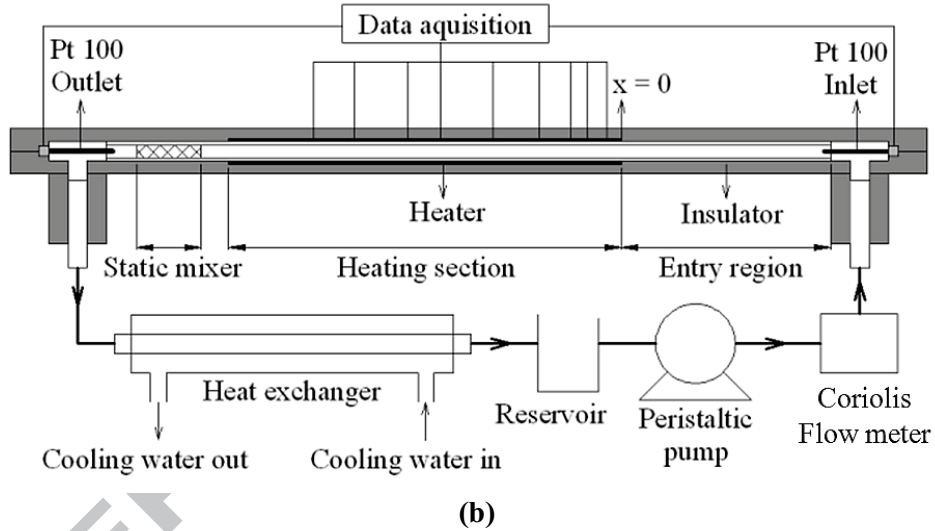 Data aquisition
Pt 100
Outlet
x = 0
Pt 100
Inlet
Heater
Insulator
Static mixer
Heating section
Entry region
Heat exchanger
Reservoir
Peristaltic
pump
Coriolis
Flow meter
Cooling water out
Cooling water in
(b)